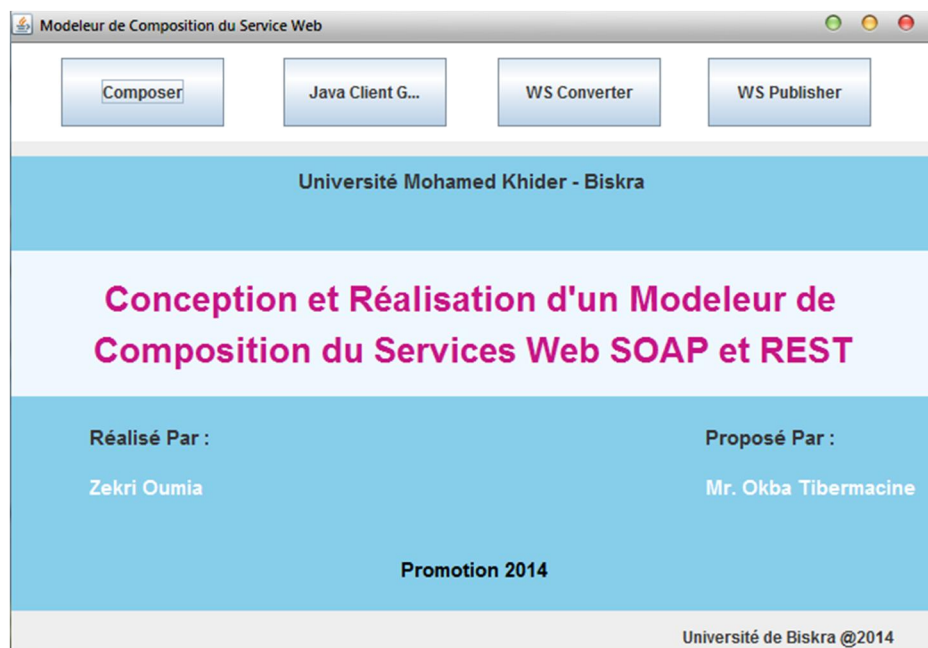 Modeleur de Composition du Service Web
Composer Java Client G... WS Converter WS Publisher
Université Mohamed Khider - Biskra
Conception et Réalisation d'un Modeleur de
Composition du Services Web SOAP et REST
Réalisé Par : Proposé Par :
Zekri Oumia Mr. Okba Tibermacine
Promotion 2014
Université de Biskra @2014